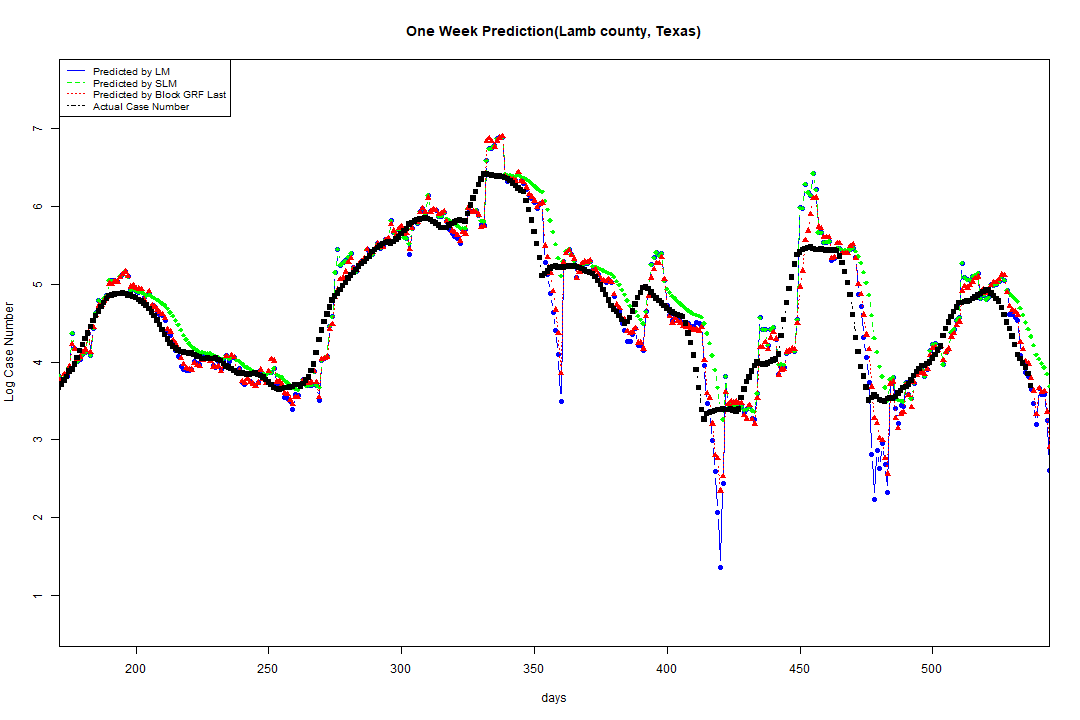 One Week Prediction(Lamb county, Texas)
Predicted by LM
Predicted by SLM
Predicted by Block GRF Last
Actual Case Number
Log Case Number
7
6
5
4
3
2
1
200 250 300 350 400 450 500
days